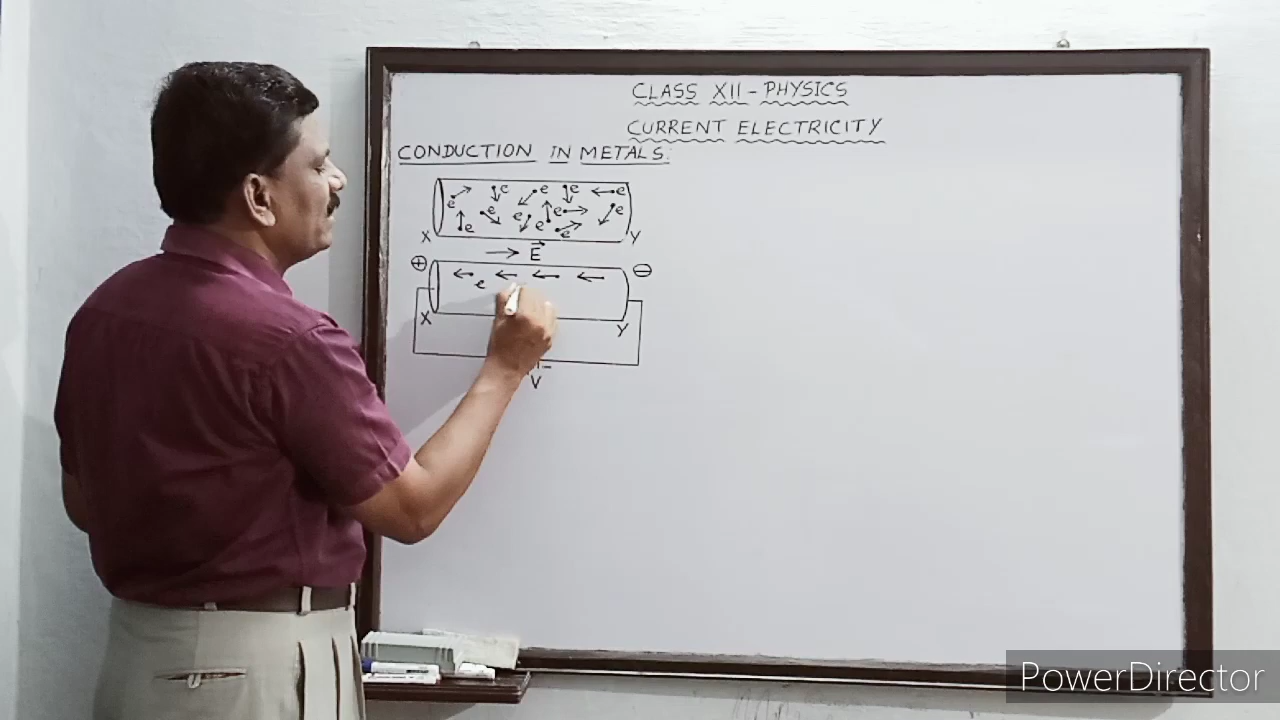 CLASS XII - PHYSICS
CURRENT ELECTRICITY
CONDUCTION IN METALS:
e e e e e
e e e e
e e e
X Y
→ E⃗
⊕ ⊖
e
X Y
V
PowerDirector